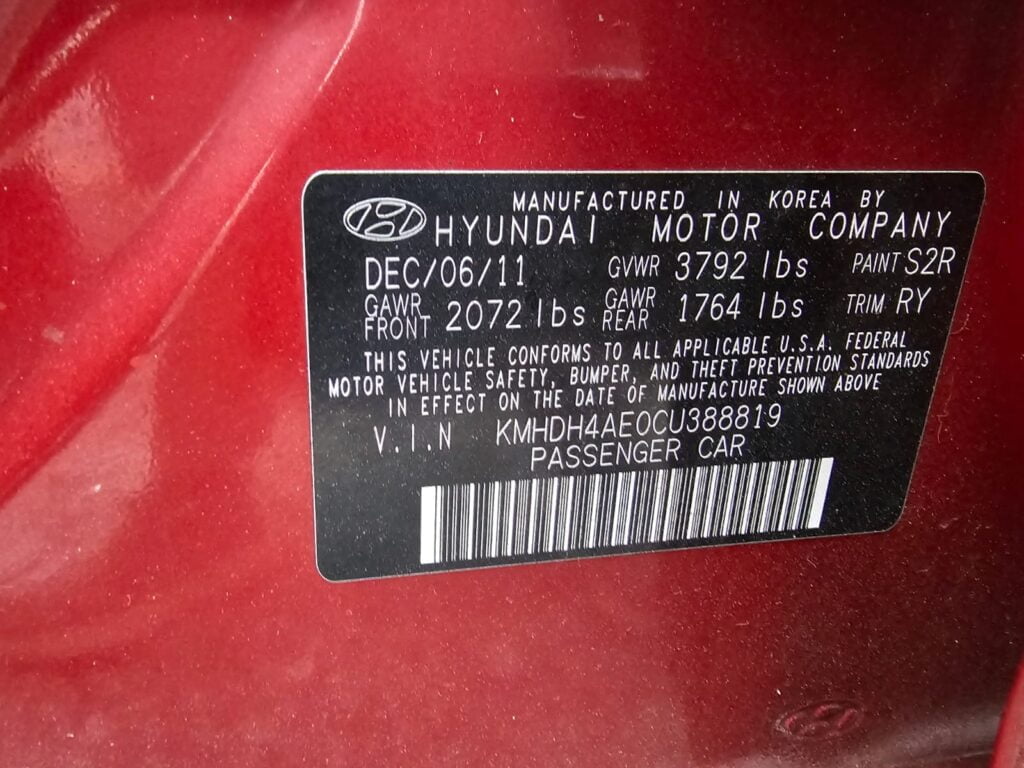 MANUFACTURED IN KOREA BY
HYUNDAI MOTOR COMPANY
DEC/06/11 GVWR 3792 lbs PAINT S2R
GAWR FRONT 2072 lbs GAWR REAR 1764 lbs TRIM RY
THIS VEHICLE CONFORMS TO ALL APPLICABLE U.S.A. FEDERAL
MOTOR VEHICLE SAFETY, BUMPER, AND THEFT PREVENTION STANDARDS
IN EFFECT ON THE DATE OF MANUFACTURE SHOWN ABOVE
V.I.N KMHDH4AE0CU388819
PASSENGER CAR